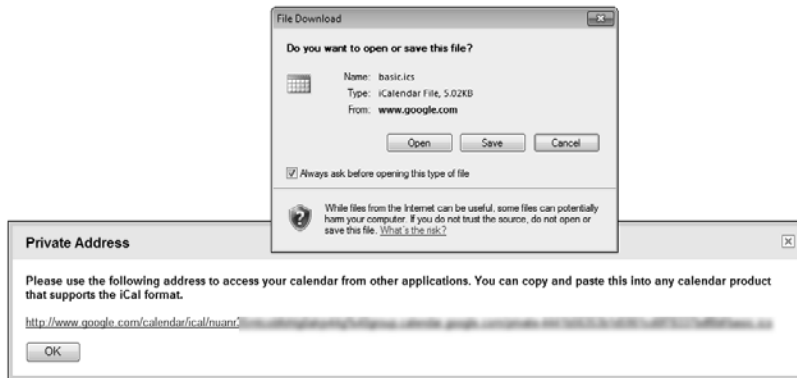 File Download
Do you want to open or save this file?
Name: basic.ics
Type: iCalendar File, 5.02KB
From: www.google.com
Open Save Cancel
Always ask before opening this type of file
While files from the Internet can be useful, some files can potentially
harm your computer. If you do not trust the source, do not open or
save this file. What's the risk?
Private Address
Please use the following address to access your calendar from other applications. You can copy and paste this into any calendar product
that supports the iCal format.
http://www.google.com/calendar/ical/nuanr
OK